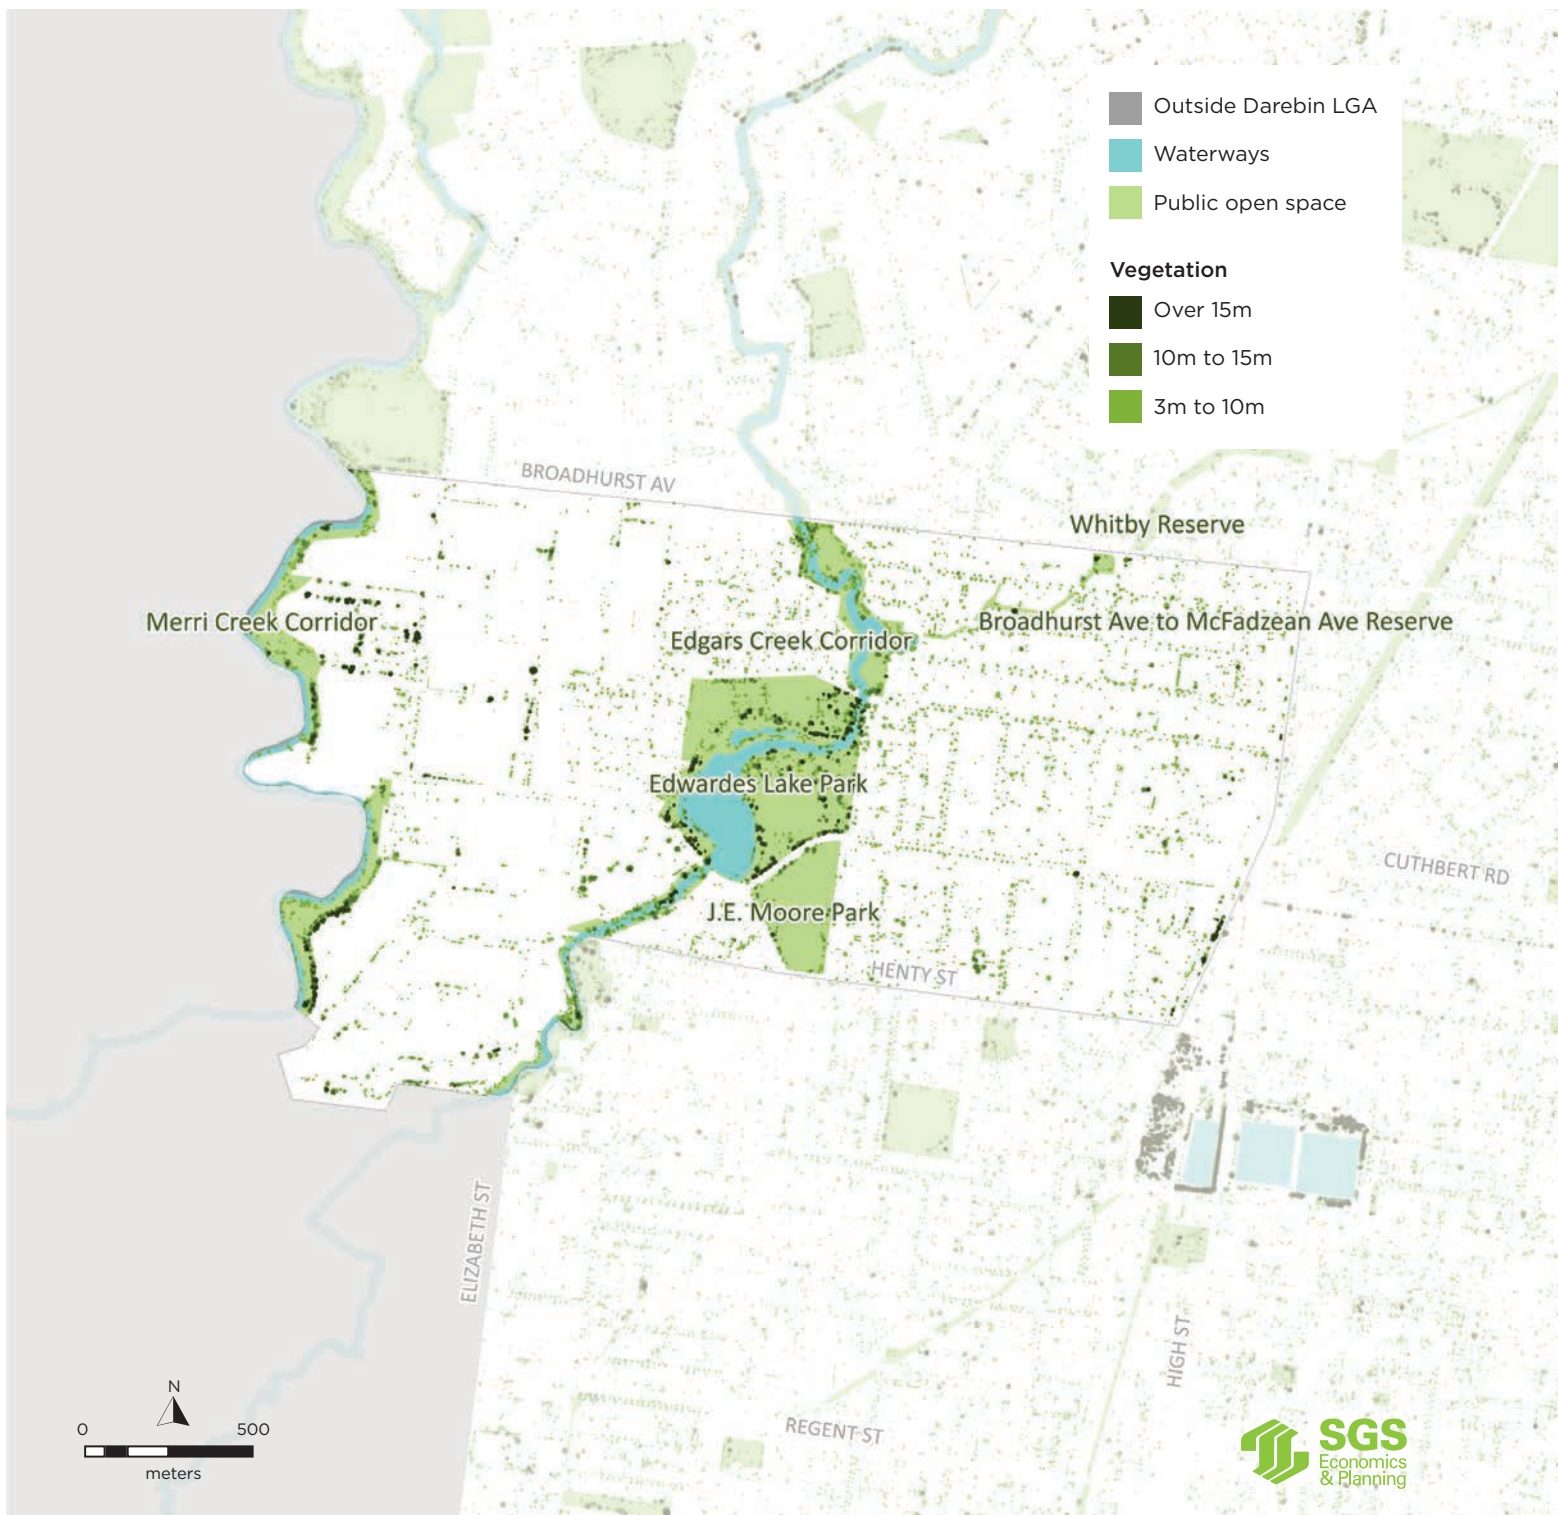 Outside Darebin LGA
Waterways
Public open space
Vegetation
Over 15m
10m to 15m
3m to 10m
BROADHURST AV
Whitby Reserve
Merri Creek Corridor
Edgars Creek Corridor
Broadhurst Ave to McFadzean Ave Reserve
Edwardes Lake Park
CUTHBERT RD
J.E. Moore Park
HENTY ST
ELIZABETH ST
HIGH ST
REGENT ST
N
0 500
meters
SGS
Economics
& Planning